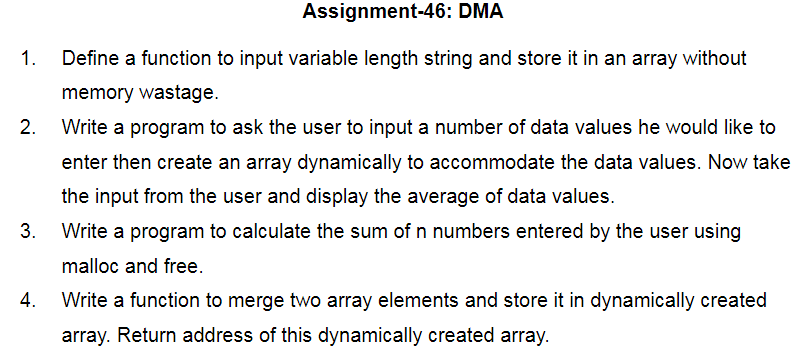 Assignment-46: DMA
1. Define a function to input variable length string and store it in an array without
memory wastage.
2. Write a program to ask the user to input a number of data values he would like to
enter then create an array dynamically to accommodate the data values. Now take
the input from the user and display the average of data values.
3. Write a program to calculate the sum of n numbers entered by the user using
malloc and free.
4. Write a function to merge two array elements and store it in dynamically created
array. Return address of this dynamically created array.